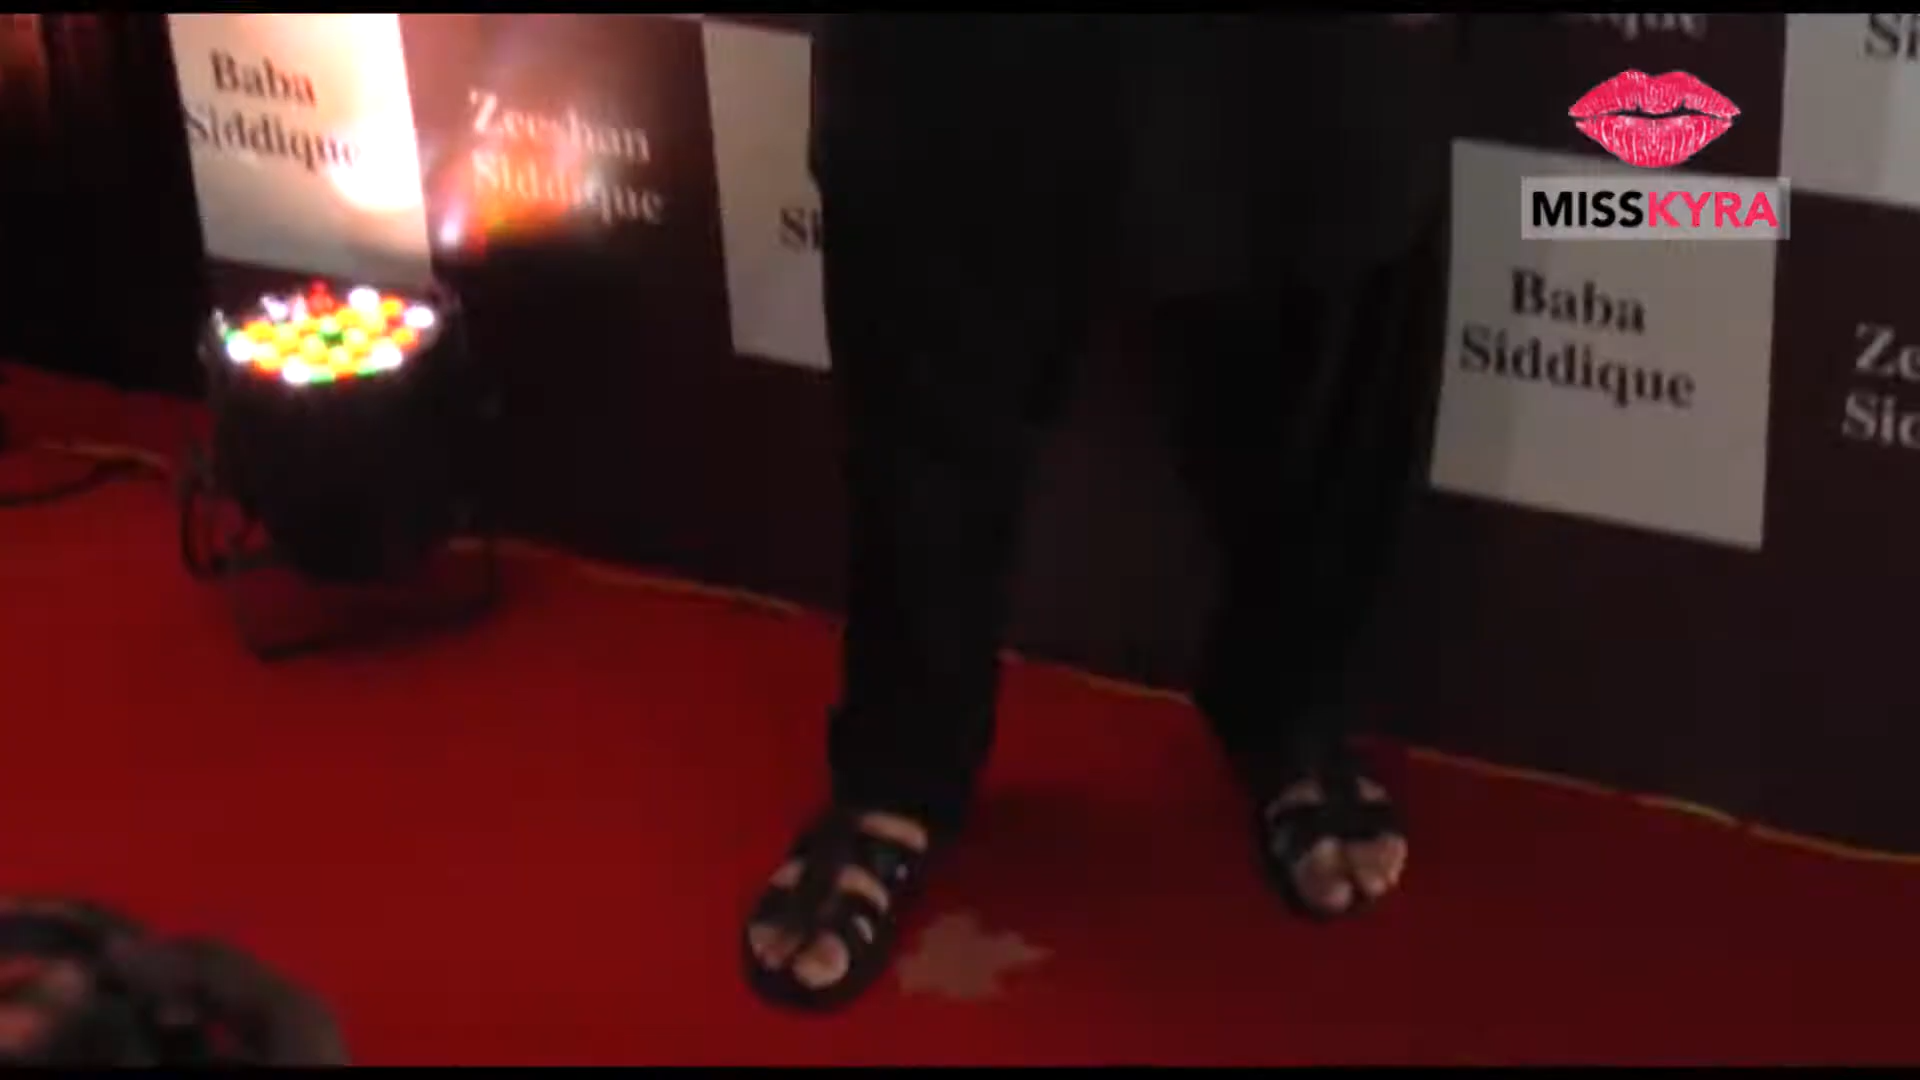 Baba
Siddique
Zeeshan
Siddique
MISSKYRA
Baba
Siddique